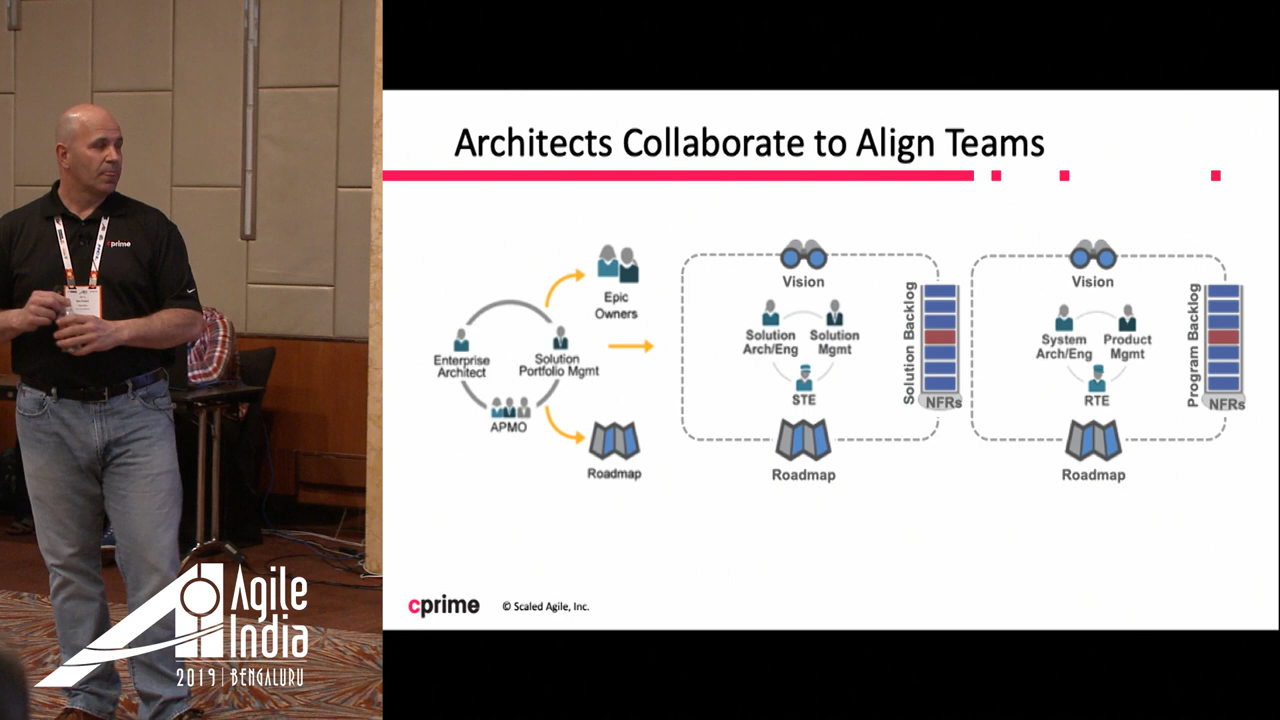 Architects Collaborate to Align Teams
Epic
Owners
Enterprise
Architect
Solution
Portfolio Mgmt
APMO
Roadmap
Vision
Solution
Arch/Eng
Solution
Mgmt
STE
Roadmap
Solution Backlog
NFRs
Vision
System
Arch/Eng
Product
Mgmt
RTE
Roadmap
Program Backlog
NFRs
cprime
© Scaled Agile, Inc.
cprime
Agile
India
2019 | BENGALURU